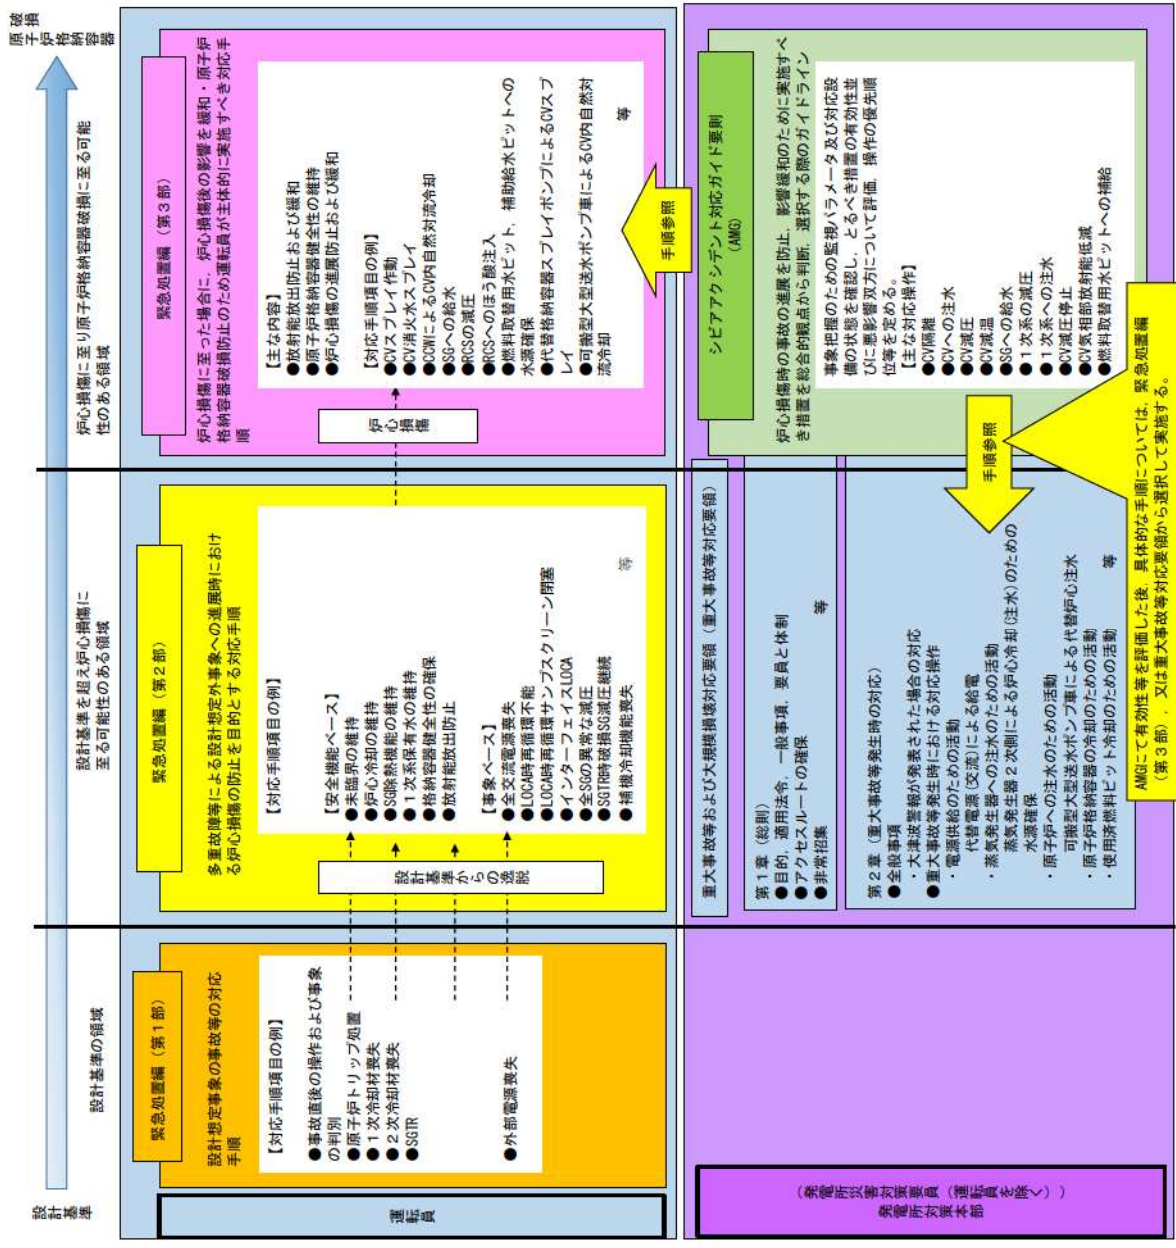 設計
基準
原子炉格納容器
破損
設計基準の領域
設計基準を超え炉心損傷に
至る可能性のある領域
炉心損傷に至り原子炉格納容器破損に至る可能
性のある領域
運転員
緊急処置編(第1部)
設計想定事象の事故等の対応
手順
【対応手順項目の例】
●事故直後の操作および事象
の判別
●原子炉トリップ処置
●1次冷却材喪失
●2次冷却材喪失
●SGTR
●外部電源喪失
設計基準からの逸脱
緊急処置編(第2部)
多重故障等による設計想定外事象への進展時におけ
る炉心損傷の防止を目的とする対応手順
【対応手順項目の例】
【安全機能ベース】
●未臨界の維持
●炉心冷却の維持
●SG除熱機能の維持
●1次系保有水の維持
●格納容器健全性の確保
●放射能放出防止
【事象ベース】
●全交流電源喪失
●LOCA時再循環不能
●LOCA時再循環サンプスクリーン閉塞
●インターフェイスLOCA
●全SGの異常な減圧
●SGTR時破損SG減圧継続
●補機冷却機能喪失
等
炉心損傷
緊急処置編(第3部)
炉心損傷に至った場合に,炉心損傷後の影響を緩和・原子炉
格納容器破損防止のため運転員が主体的に実施すべき対応手
順
【主な内容】
●放射能放出防止および緩和
●原子炉格納容器健全性の維持
●炉心損傷の進展防止および緩和
【対応手順項目の例】
●CVスプレイ作動
●CV消火水スプレイ
●CCWによるCV内自然対流冷却
●SGへの給水
●RCSの減圧
●RCSへのほう酸注入
●燃料取替用水ピット,補助給水ピットへの
水源確保
●代替格納容器スプレイポンプによるCVスプ
レイ
●可搬型大型送水ポンプ車によるCV内自然対
流冷却
等
手順参照
発電所対策本部
(発電所災害対策要員(運転員を除く))
重大事故等および大規模損壊対応要領(重大事故等対応要領)
第1章(総則)
●目的,適用法令,一般事項,要員と体制
●アクセスルートの確保
●非常招集
等
第2章(重大事故等発生時の対応)
●全般事項
・大津波警報が発表された場合の対応
●重大事故等発生時における対応操作
・電源供給のための活動
代替電源(交流)による給電
・蒸気発生器への注水のための活動
蒸気発生器2次側による炉心冷却(注水)のための
水源確保
・原子炉への注水のための活動
可搬型大型送水ポンプ車による代替炉心注水
・原子炉格納容器の冷却のための活動
・使用済燃料ピット冷却のための活動
等
手順参照
シビアアクシデント対応ガイド要則
(AMG)
炉心損傷時の事故の進展を防止,影響緩和のために実施すべ
き措置を総合的観点から判断,選択する際のガイドライン
事象把握のための監視パラメータ及び対応設
備の状態を確認し,とるべき措置の有効性並
びに悪影響双方について評価,操作の優先順
位等を定める。
【主な対応操作】
●CV隔離
●CVへの注水
●CV減圧
●CV減温
●SGへの給水
●1次系の減圧
●1次系への注水
●CV減圧停止
●CV気相部放射能低減
●燃料取替用水ピットへの補給
AMGにて有効性等を評価した後,具体的な手順については,緊急処置編
(第3部),又は重大事故等対応要領から選択して実施する。